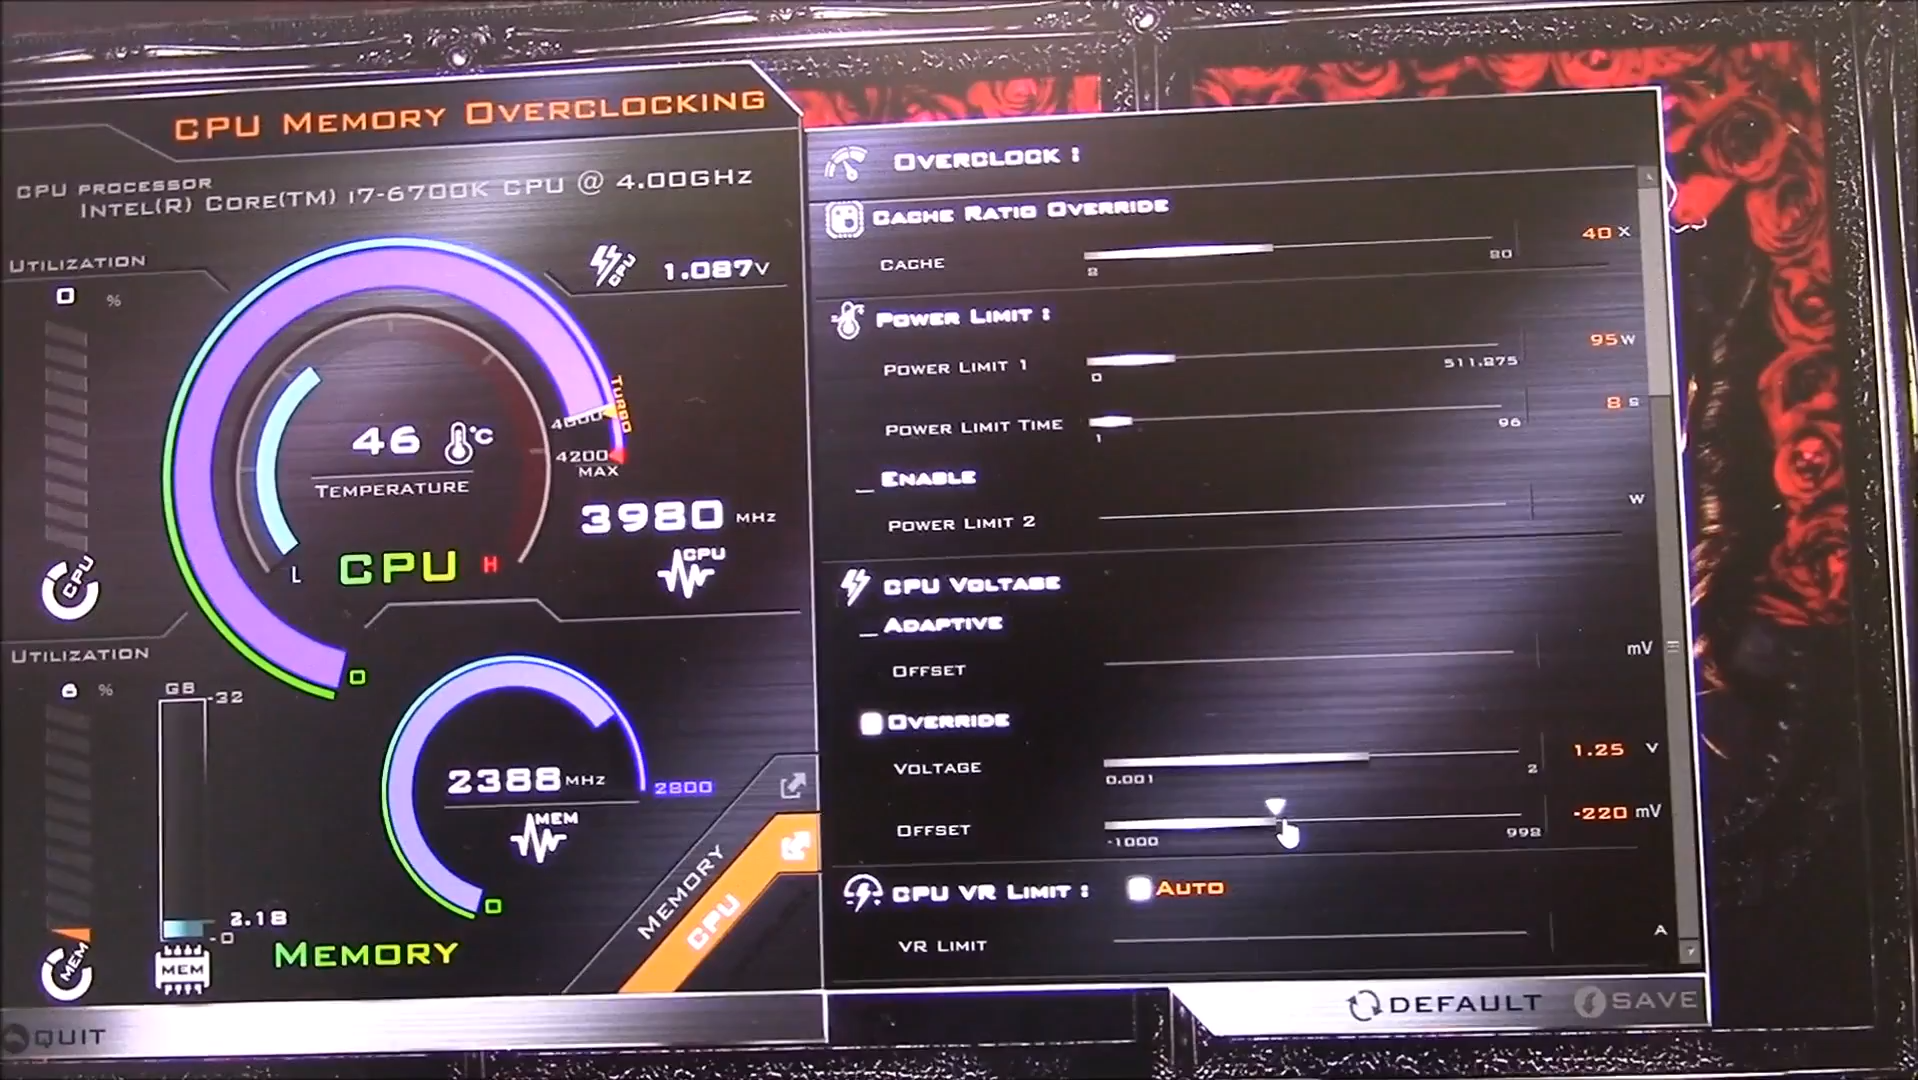 CPU MEMORY OVERCLOCKING
CPU PROCESSOR
INTEL(R) CORE(TM) I7-6700K CPU @ 4.00GHZ
UTILIZATION
0 %
CPU
1.087V
TURBO
4200
MAX
46 °C
TEMPERATURE
3980 MHZ
CPU
L
CPU
H
0
UTILIZATION
%
GB
32
2.18
0
MEM
MEM
2388 MHZ
2800
MEM
0
MEMORY
MEMORY
CPU
QUIT
OVERCLOCK :
CACHE RATIO OVERRIDE
CACHE
8
80
40 X
POWER LIMIT :
POWER LIMIT 1
0
511.875
95 W
POWER LIMIT TIME
1
96
8 S
ENABLE
POWER LIMIT 2
W
CPU VOLTAGE
ADAPTIVE
OFFSET
mV
OVERRIDE
VOLTAGE
0.001
2
1.25 V
OFFSET
-1000
998
-220 mV
CPU VR LIMIT :
AUTO
VR LIMIT
A
DEFAULT
SAVE